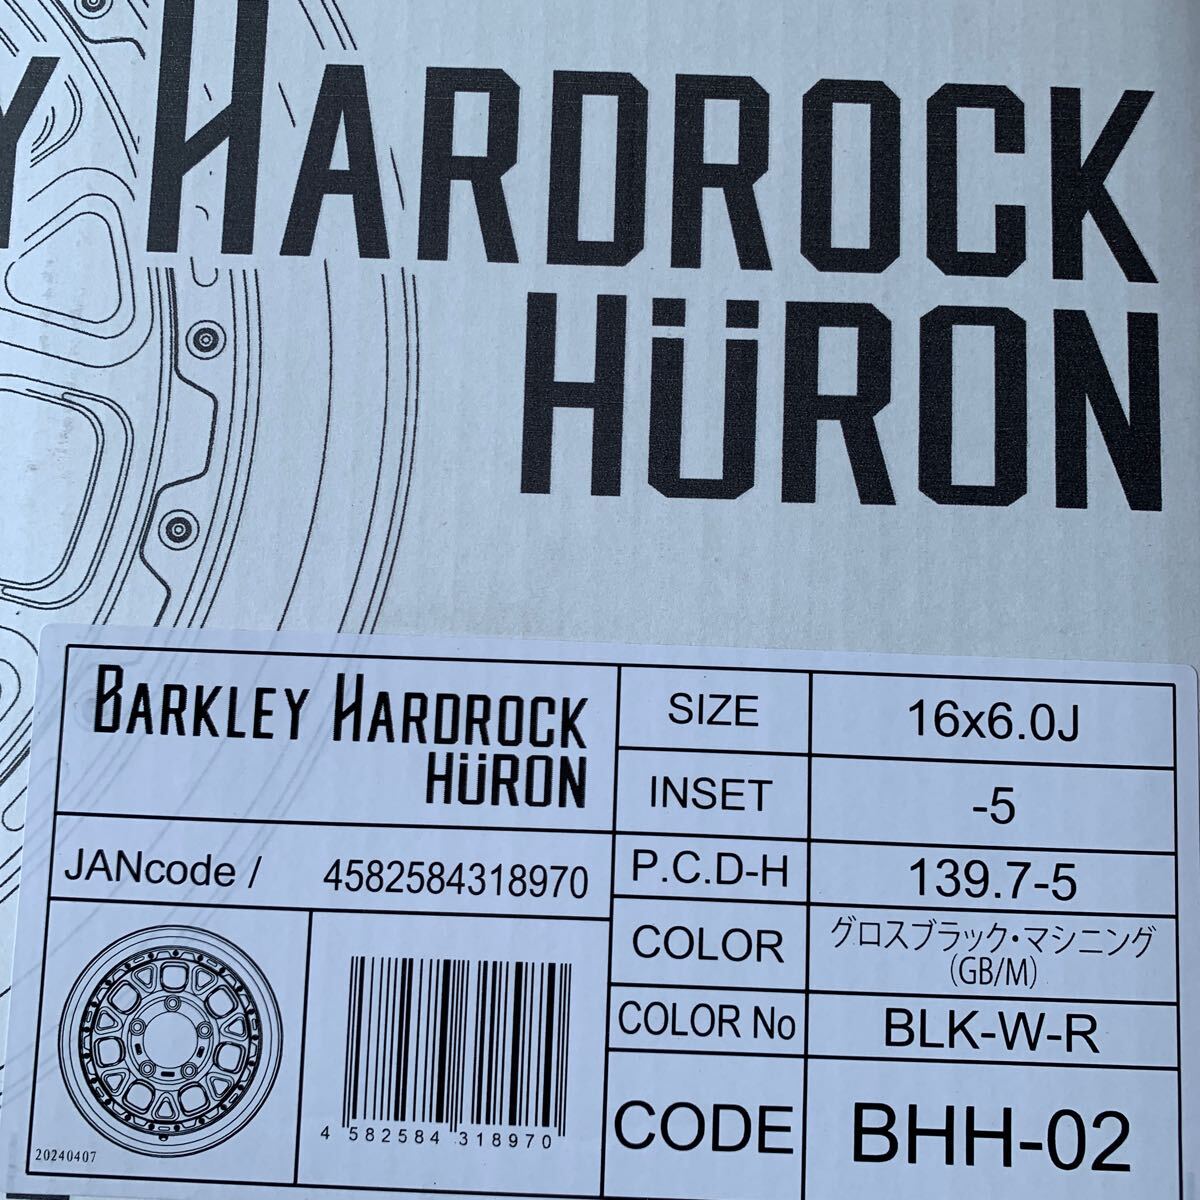 Y HARDROCK
HüRON
BARKLEY HARDROCK
HüRON
JANcode / 4582584318970
SIZE 16x6.0J
INSET -5
P.C.D-H 139.7-5
COLOR グロスブラック・マシニング
(GB/M)
COLOR No BLK-W-R
CODE BHH-02
4 582584 318970
20240407